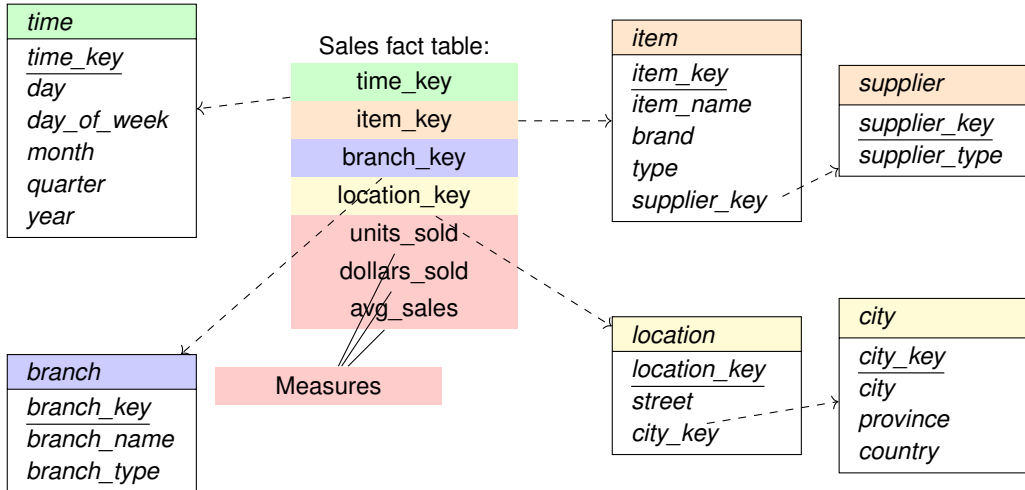 time
time_key
day
day_of_week
month
quarter
year
Sales fact table:
time_key
item_key
branch_key
location_key
units_sold
dollars_sold
avg_sales
Measures
item
item_key
item_name
brand
type
supplier_key
supplier
supplier_key
supplier_type
branch
branch_key
branch_name
branch_type
location
location_key
street
city_key
city
city_key
city
province
country